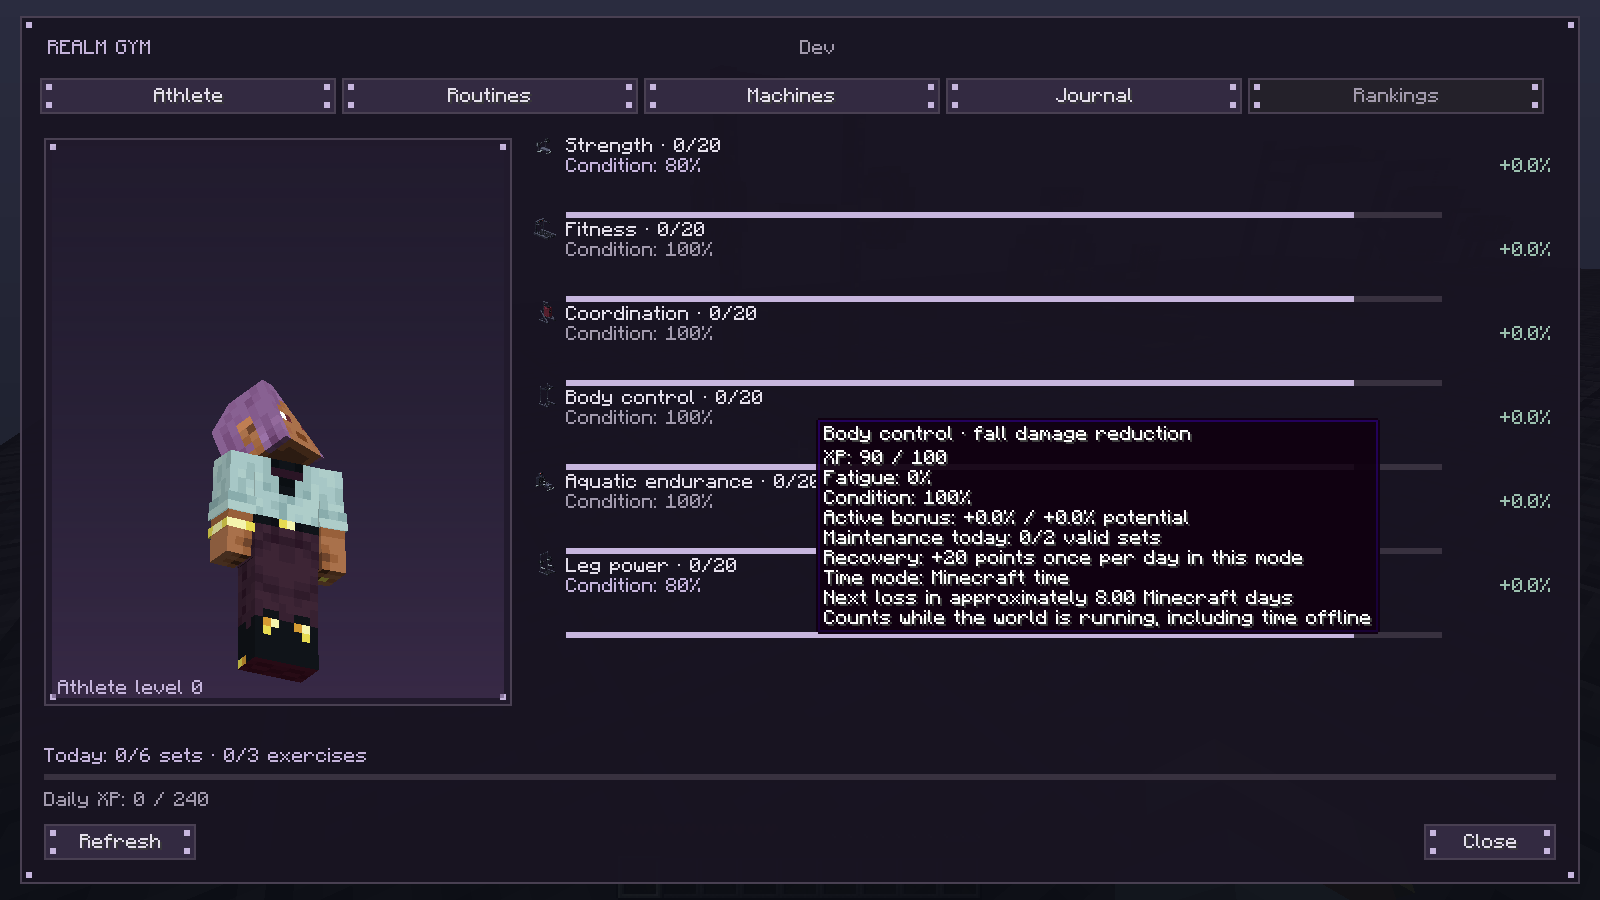 REALM GYM
Dev
Athlete
Routines
Machines
Journal
Rankings
Strength · 0/20
Condition: 80%
+0.0%
Fitness · 0/20
Condition: 100%
+0.0%
Coordination · 0/20
Condition: 100%
+0.0%
Body control · 0/20
Condition: 100%
+0.0%
Aquatic endurance · 0/20
Condition: 100%
+0.0%
Leg power · 0/20
Condition: 80%
+0.0%
Body control · fall damage reduction
XP: 90 / 100
Fatigue: 0%
Condition: 100%
Active bonus: +0.0% / +0.0% potential
Maintenance today: 0/2 valid sets
Recovery: +20 points once per day in this mode
Time mode: Minecraft time
Next loss in approximately 8.00 Minecraft days
Counts while the world is running, including time offline
Athlete level 0
Today: 0/6 sets · 0/3 exercises
Daily XP: 0 / 240
Refresh
Close